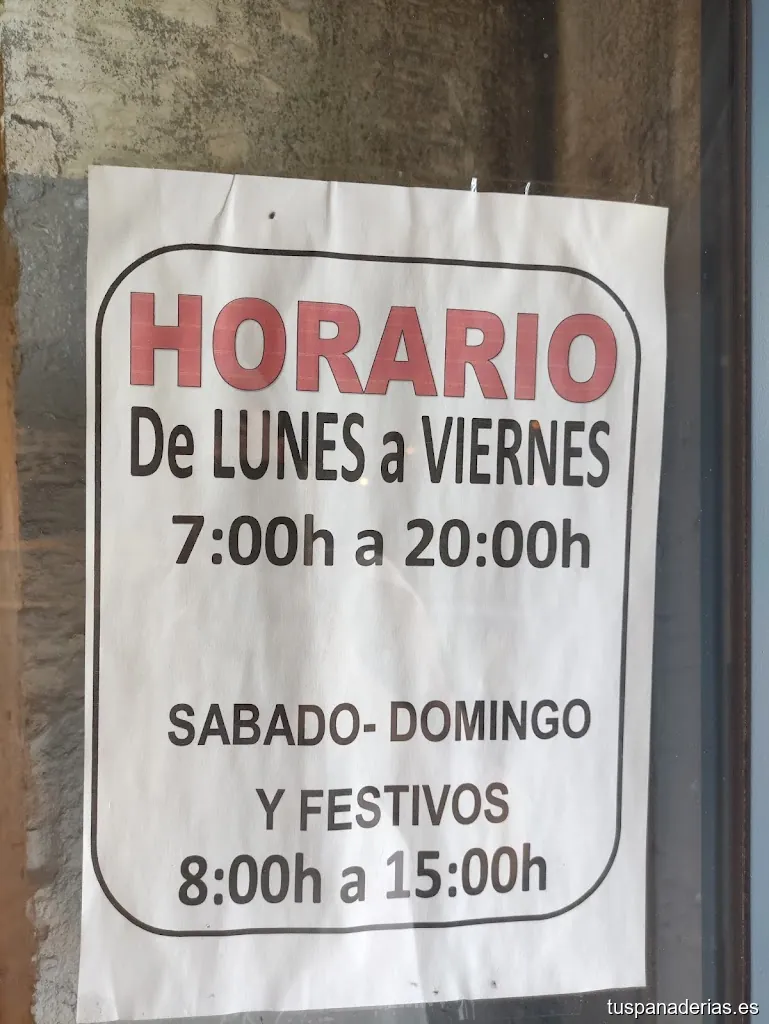 HORARIO
De LUNES a VIERNES
7:00h a 20:00h
SABADO- DOMINGO
Y FESTIVOS
8:00h a 15:00h
tuspanaderias.es